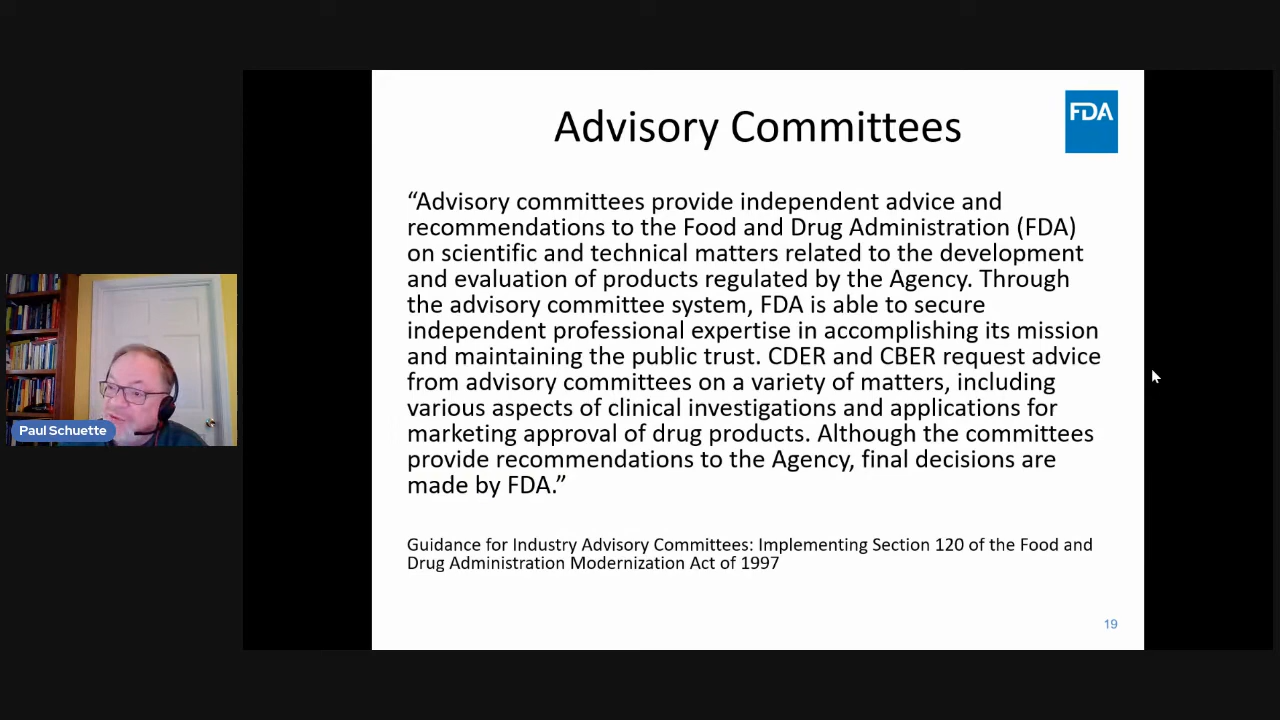 Advisory Committees
FDA
“Advisory committees provide independent advice and
recommendations to the Food and Drug Administration (FDA)
on scientific and technical matters related to the development
and evaluation of products regulated by the Agency. Through
the advisory committee system, FDA is able to secure
independent professional expertise in accomplishing its mission
and maintaining the public trust. CDER and CBER request advice
from advisory committees on a variety of matters, including
various aspects of clinical investigations and applications for
marketing approval of drug products. Although the committees
provide recommendations to the Agency, final decisions are
made by FDA.”
Guidance for Industry Advisory Committees: Implementing Section 120 of the Food and
Drug Administration Modernization Act of 1997
19
Paul Schuette